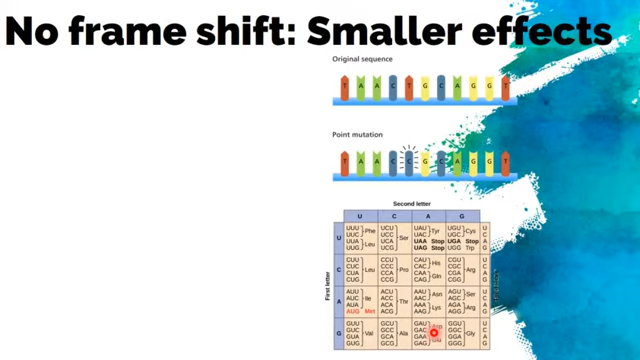 No frame shift: Smaller effects
Original sequence
T A A C T G C A G G T
Point mutation
T A A C C G C A G G T
Second letter
U C A G
First letter
U
UUU UUC Phe
UUA UUG Leu
UCU UCC UCA UCG Ser
UAU UAC Tyr
UAA Stop
UAG Stop
UGU UGC Cys
UGA Stop
UGG Trp
U C A G
C
CUU CUC CUA CUG Leu
CCU CCC CCA CCG Pro
CAU CAC His
CAA CAG Gln
CGU CGC CGA CGG Arg
U C A G
A
AUU AUC AUA Ile
AUG Met
ACU ACC ACA ACG Thr
AAU AAC Asn
AAA AAG Lys
AGU AGC Ser
AGA AGG Arg
U C A G
G
GUU GUC GUA GUG Val
GCU GCC GCA GCG Ala
GAU GAC
GAA GAG
GGU GGC GGA GGG Gly
U C A G